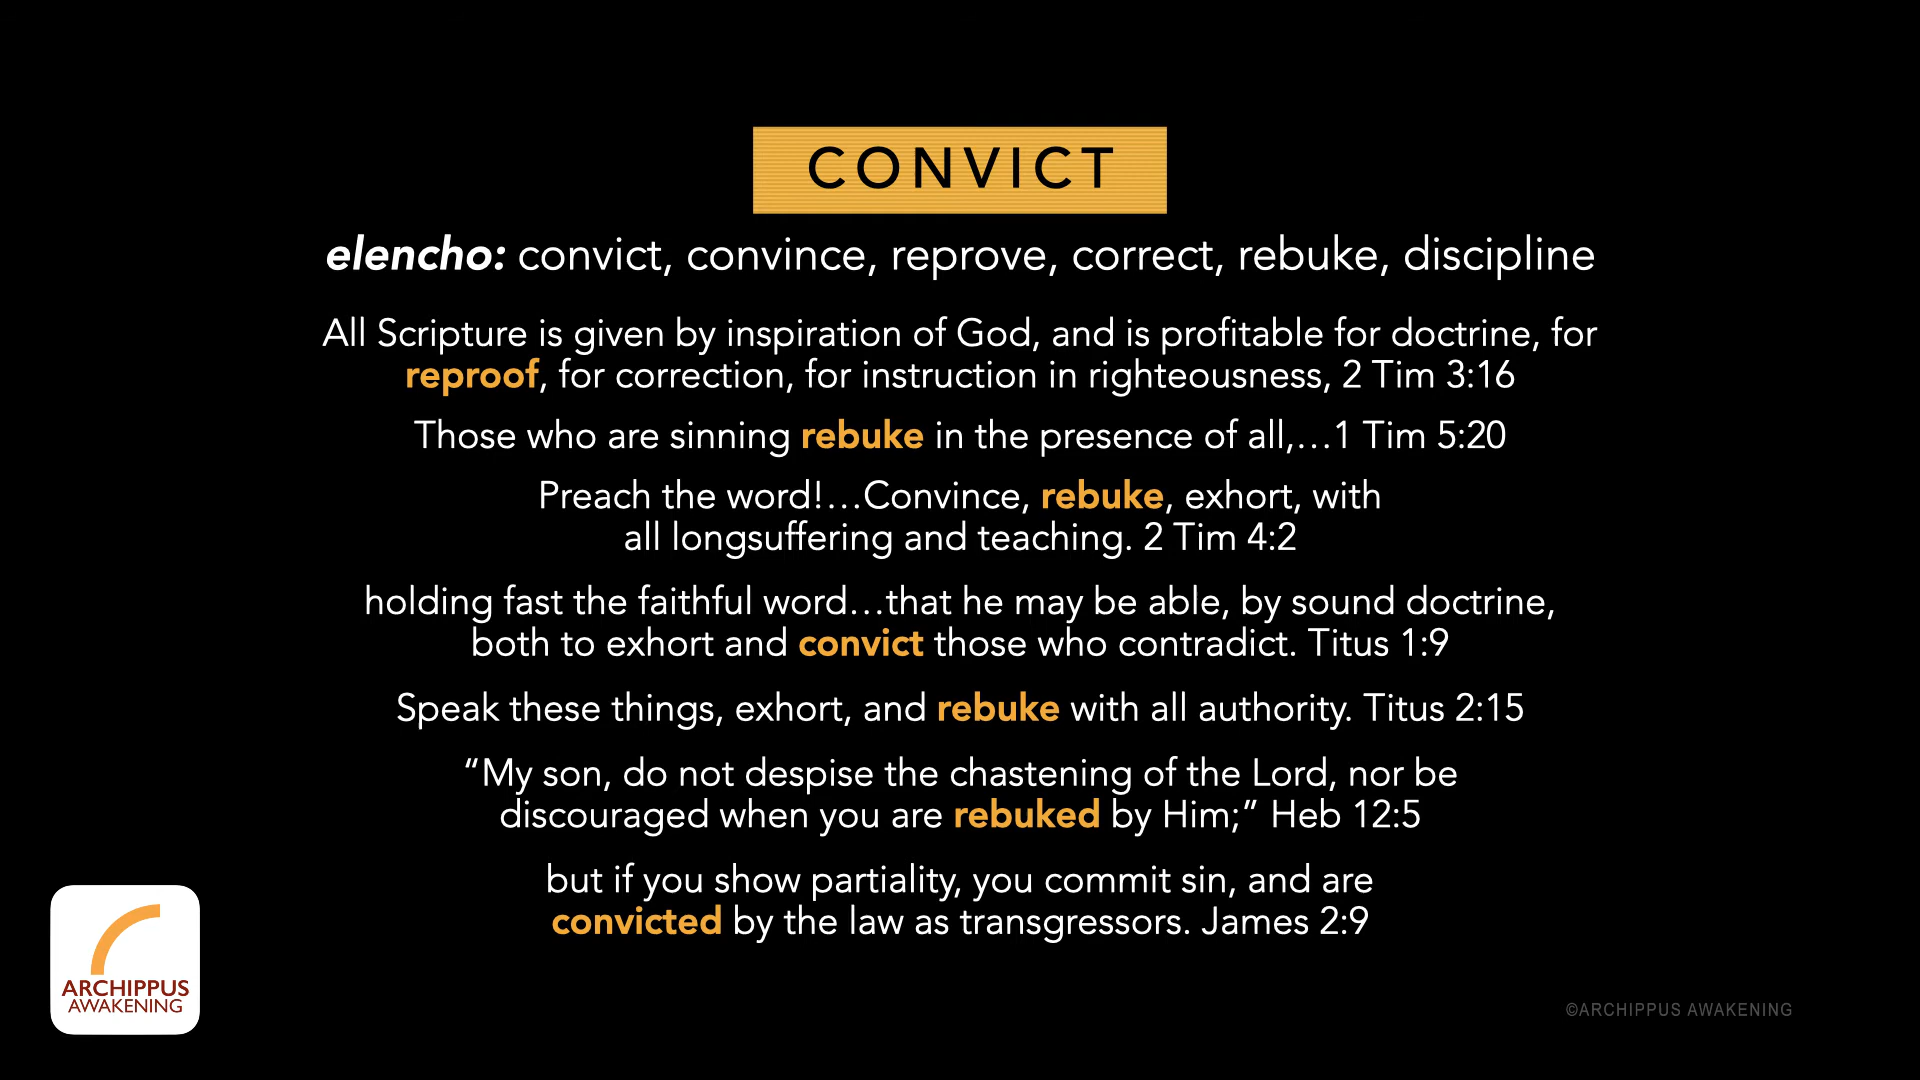 CONVICT
elencho: convict, convince, reprove, correct, rebuke, discipline
All Scripture is given by inspiration of God, and is profitable for doctrine, for
reproof, for correction, for instruction in righteousness, 2 Tim 3:16
Those who are sinning rebuke in the presence of all,…1 Tim 5:20
Preach the word!…Convince, rebuke, exhort, with
all longsuffering and teaching. 2 Tim 4:2
holding fast the faithful word…that he may be able, by sound doctrine,
both to exhort and convict those who contradict. Titus 1:9
Speak these things, exhort, and rebuke with all authority. Titus 2:15
“My son, do not despise the chastening of the Lord, nor be
discouraged when you are rebuked by Him;” Heb 12:5
but if you show partiality, you commit sin, and are
convicted by the law as transgressors. James 2:9
ARCHIPPUS
AWAKENING
©ARCHIPPUS AWAKENING